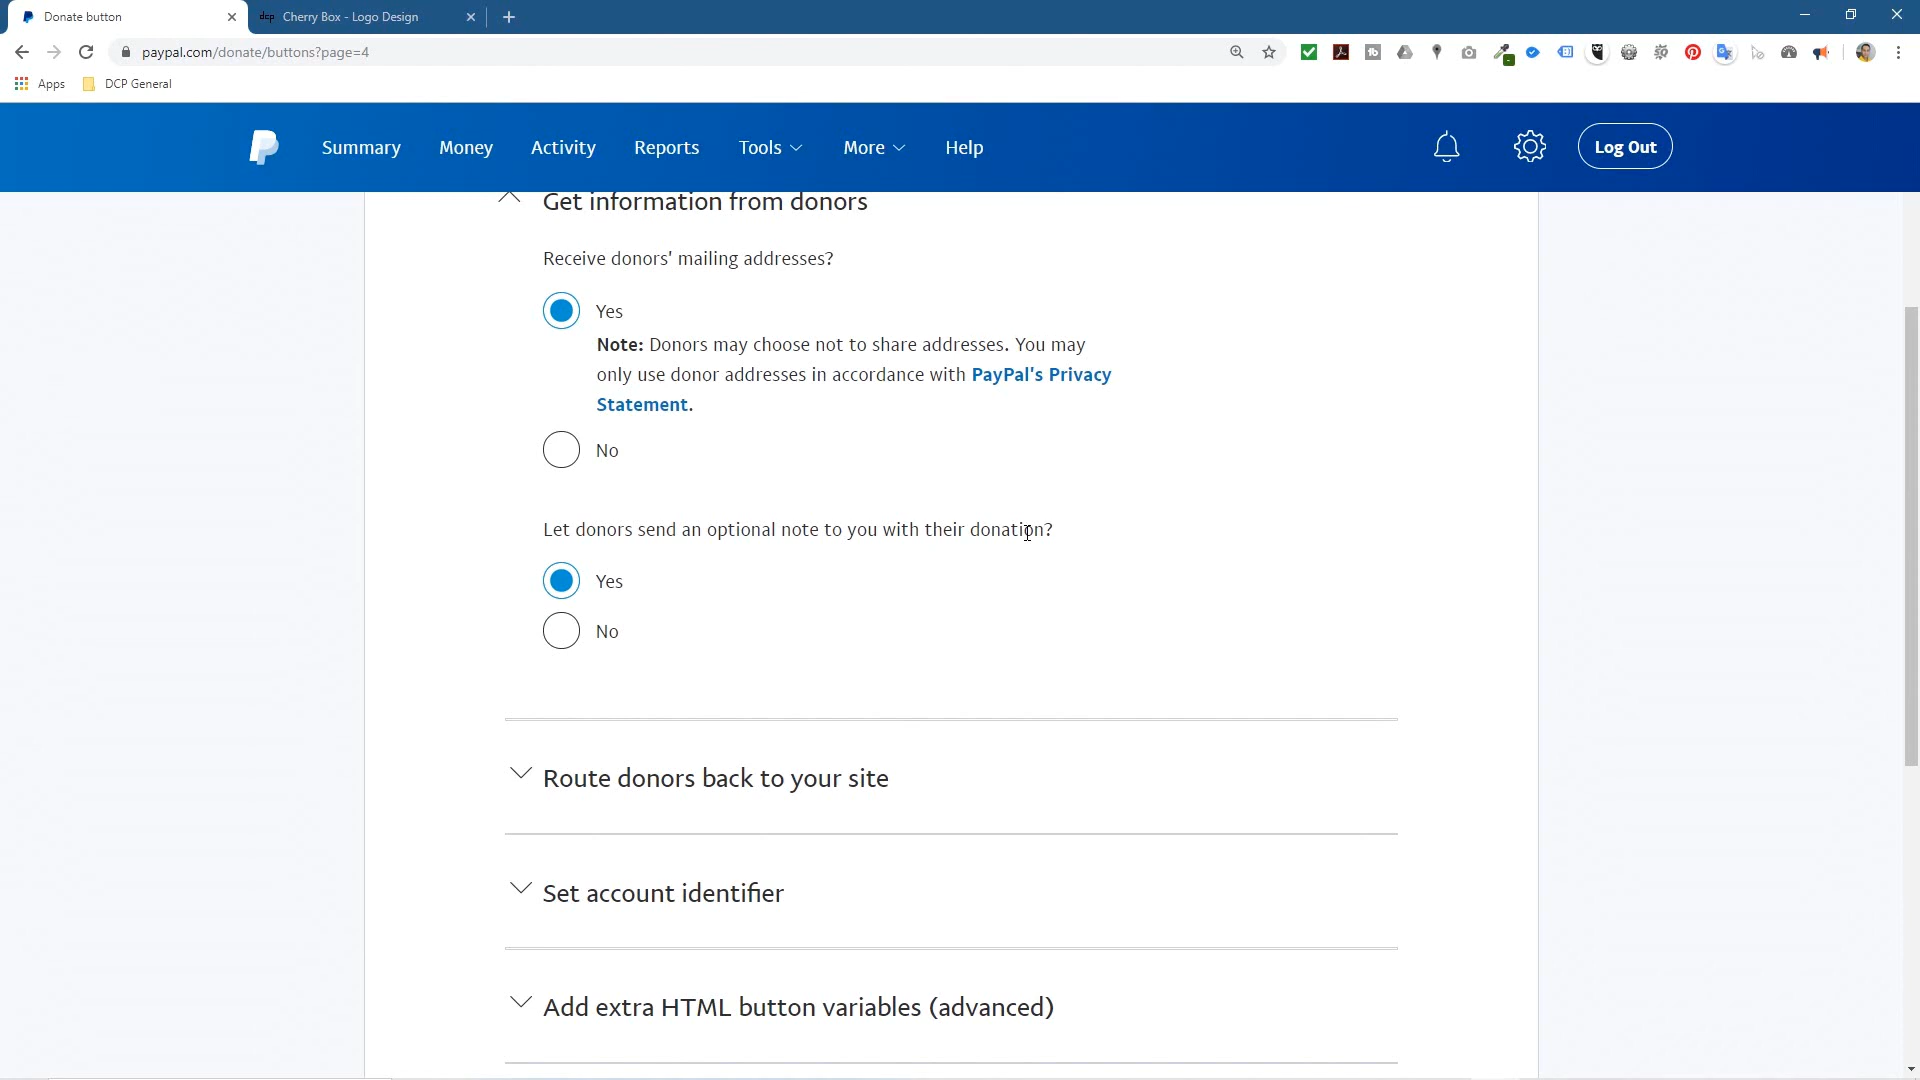 Donate button
dcp Cherry Box - Logo Design
paypal.com/donate/buttons?page=4
Apps DCP General
Summary Money Activity Reports Tools More Help Log Out
Get information from donors
Receive donors' mailing addresses?
Yes
Note: Donors may choose not to share addresses. You may
only use donor addresses in accordance with PayPal's Privacy
Statement.
No
Let donors send an optional note to you with their donation?
Yes
No
Route donors back to your site
Set account identifier
Add extra HTML button variables (advanced)